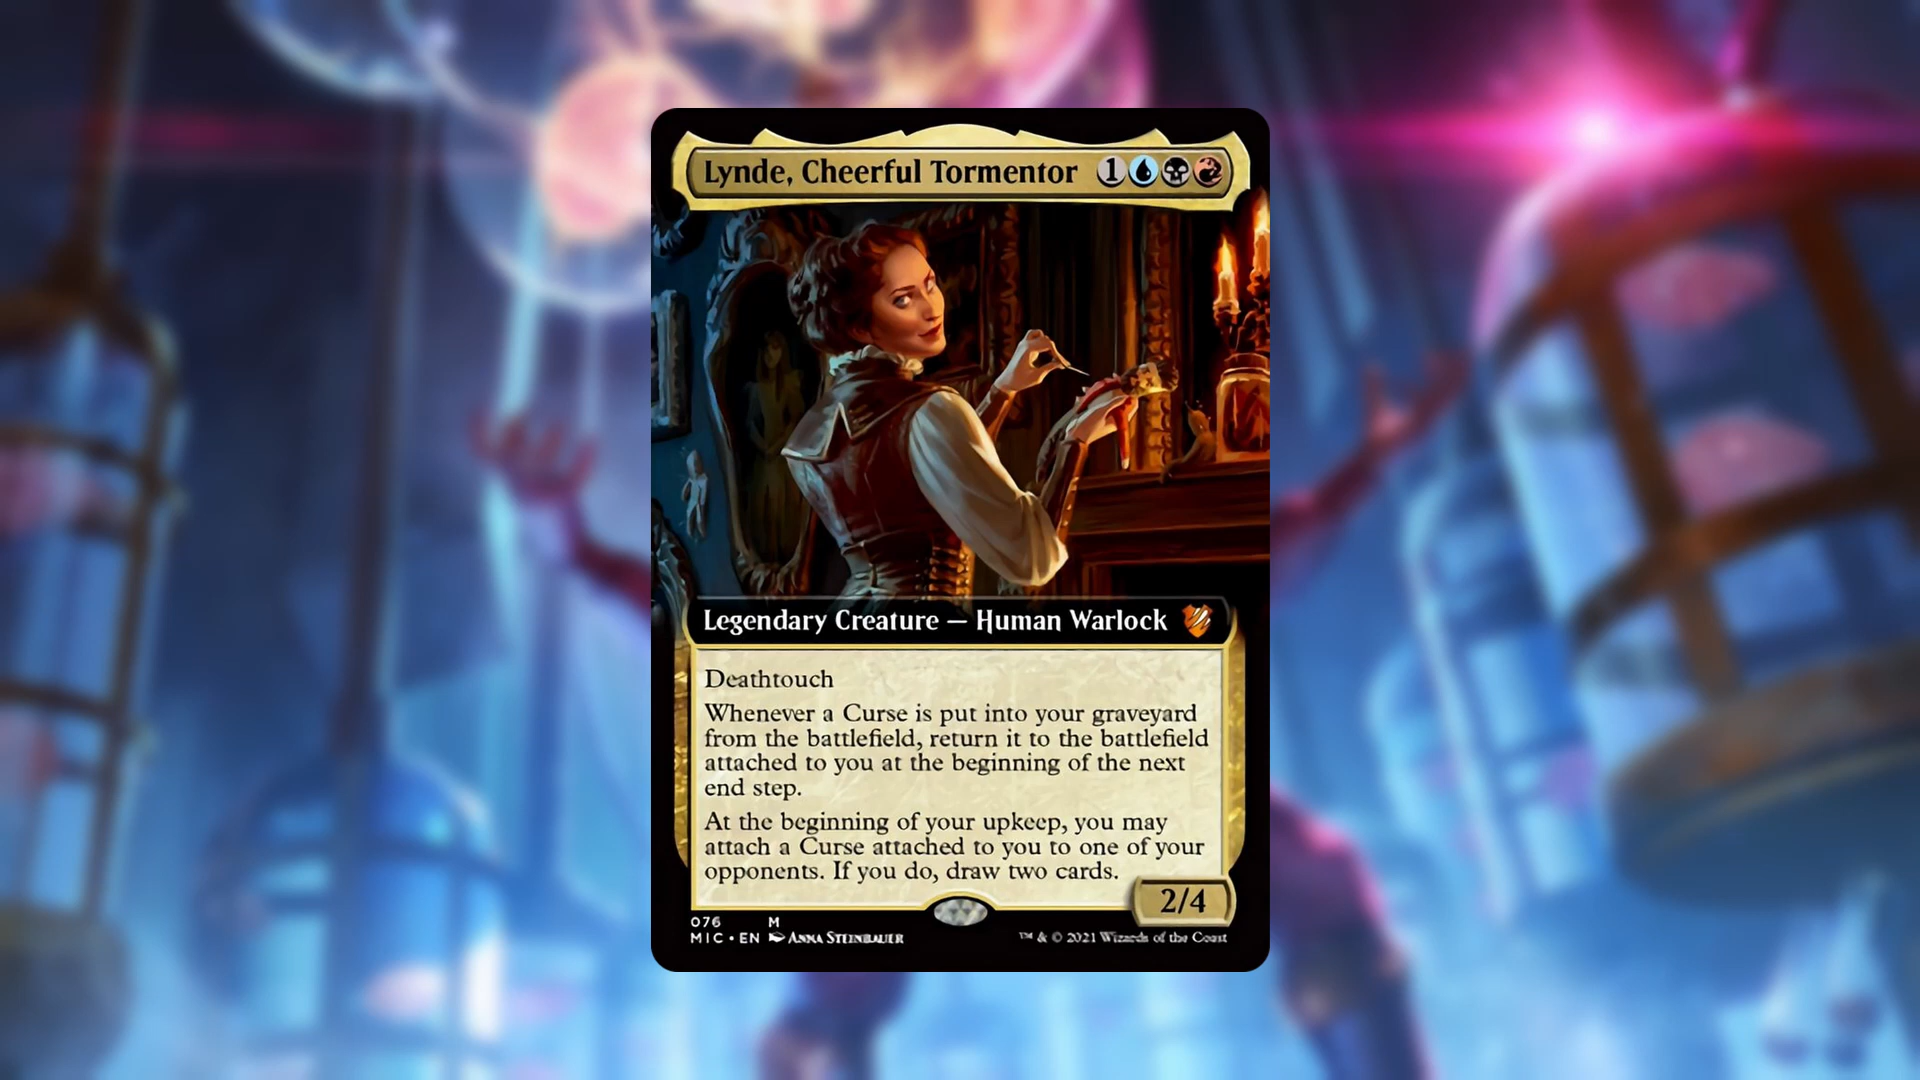 Lynde, Cheerful Tormentor 1
Legendary Creature — Human Warlock
Deathtouch
Whenever a Curse is put into your graveyard
from the battlefield, return it to the battlefield
attached to you at the beginning of the next
end step.
At the beginning of your upkeep, you may
attach a Curse attached to you to one of your
opponents. If you do, draw two cards.
2/4
076 M
MIC • EN Anna Steinbauer
™ & © 2021 Wizards of the Coast